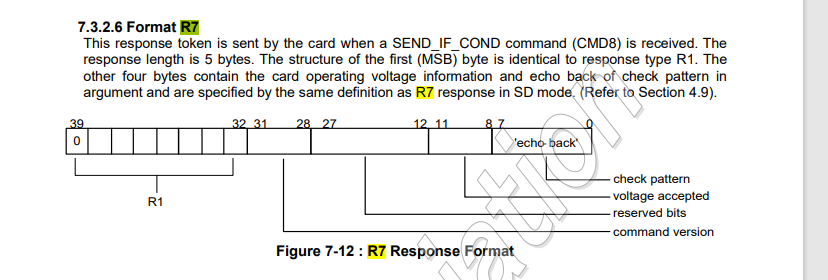 7.3.2.6 Format R7
This response token is sent by the card when a SEND_IF_COND command (CMD8) is received. The
response length is 5 bytes. The structure of the first (MSB) byte is identical to response type R1. The
other four bytes contain the card operating voltage information and echo back of check pattern in
argument and are specified by the same definition as R7 response in SD mode. (Refer to Section 4.9).
39 32 31 28 27 12 11 8 7 0
0 'echo back'
check pattern
R1 voltage accepted
reserved bits
command version
Figure 7-12 : R7 Response Format